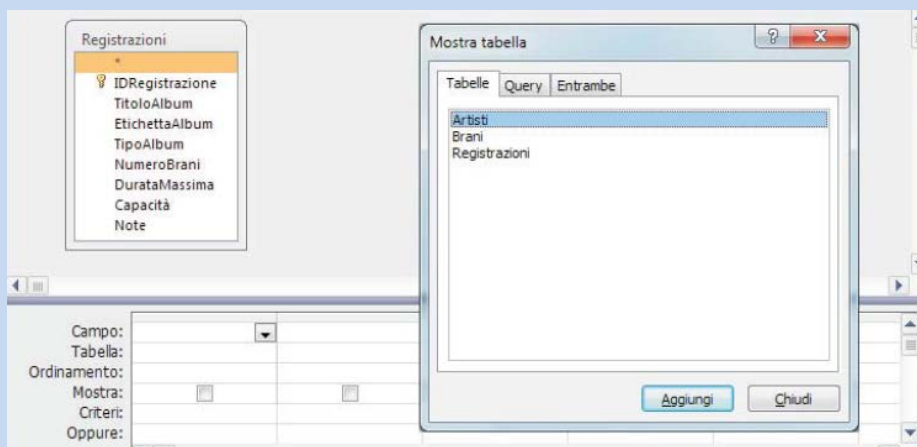 Registrazioni
*
IDRegistrazione
TitoloAlbum
EtichettaAlbum
TipoAlbum
NumeroBrani
DurataMassima
Capacità
Note
Mostra tabella
?
Tabelle Query Entrambe
Artisti
Brani
Registrazioni
Aggiungi Chiudi
Campo:
Tabella:
Ordinamento:
Mostra:
Criteri:
Oppure: